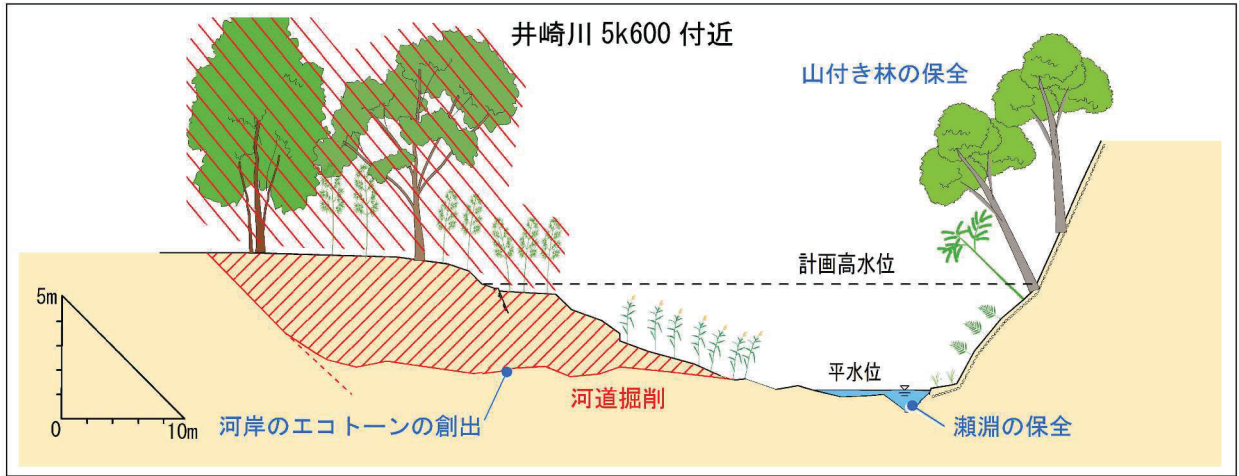 井崎川 5k600 付近
山付き林の保全
計画高水位
5m
平水位
河道掘削
0
10m
河岸のエコトーンの創出
瀬淵の保全